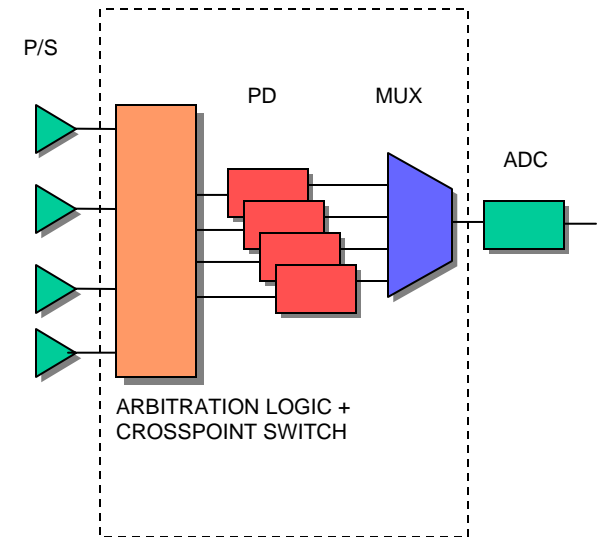 P/S
PD
MUX
ADC
ARBITRATION LOGIC +
CROSSPOINT SWITCH